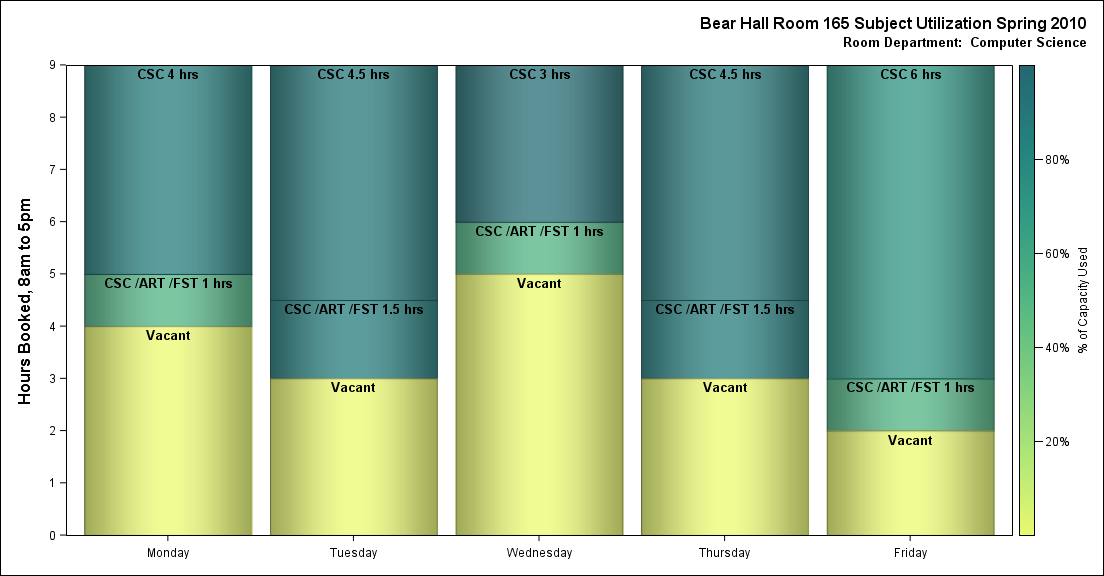 Bear Hall Room 165 Subject Utilization Spring 2010
Room Department:  Computer Science
Hours Booked, 8am to 5pm
9
8
7
6
5
4
3
2
1
0
CSC 4 hrs
CSC /ART /FST 1 hrs
Vacant
CSC 4.5 hrs
CSC /ART /FST 1.5 hrs
Vacant
CSC 3 hrs
CSC /ART /FST 1 hrs
Vacant
CSC 4.5 hrs
CSC /ART /FST 1.5 hrs
Vacant
CSC 6 hrs
CSC /ART /FST 1 hrs
Vacant
Monday
Tuesday
Wednesday
Thursday
Friday
80%
60%
40%
20%
% of Capacity Used